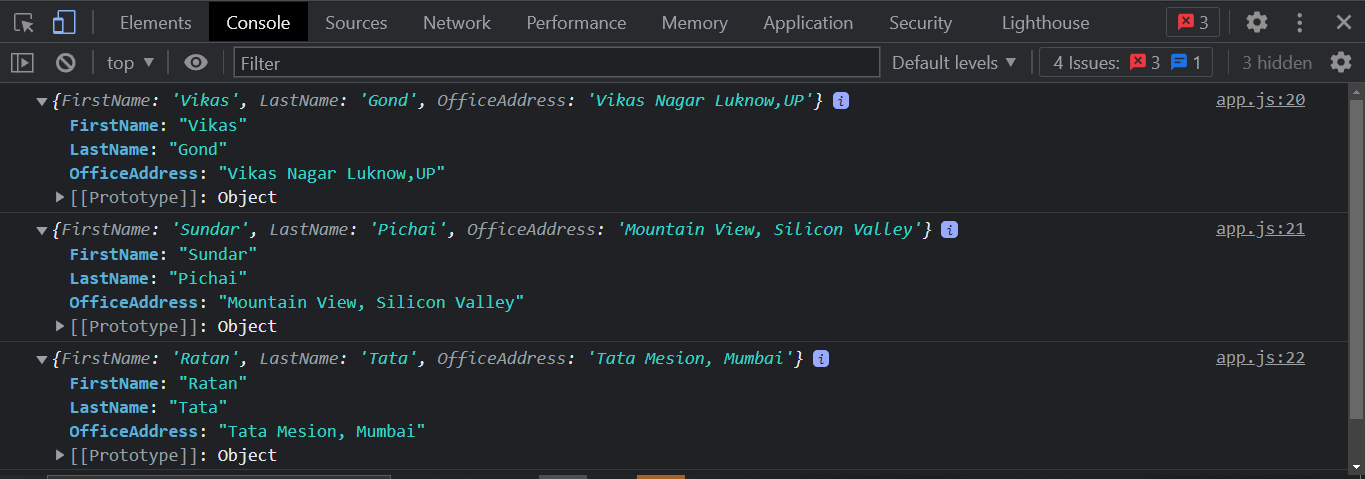 Elements Console Sources Network Performance Memory Application Security Lighthouse 3
top Filter Default levels 4 Issues: 3 1 3 hidden
{FirstName: 'Vikas', LastName: 'Gond', OfficeAddress: 'Vikas Nagar Luknow,UP'} i app.js:20
FirstName: "Vikas"
LastName: "Gond"
OfficeAddress: "Vikas Nagar Luknow,UP"
[[Prototype]]: Object
{FirstName: 'Sundar', LastName: 'Pichai', OfficeAddress: 'Mountain View, Silicon Valley'} i app.js:21
FirstName: "Sundar"
LastName: "Pichai"
OfficeAddress: "Mountain View, Silicon Valley"
[[Prototype]]: Object
{FirstName: 'Ratan', LastName: 'Tata', OfficeAddress: 'Tata Mesion, Mumbai'} i app.js:22
FirstName: "Ratan"
LastName: "Tata"
OfficeAddress: "Tata Mesion, Mumbai"
[[Prototype]]: Object